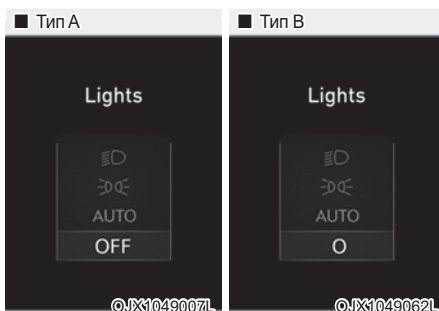 ■ Тип A
Lights
AUTO
OFF
OJX1049007L
■ Тип B
Lights
AUTO
O
OJX1049062L